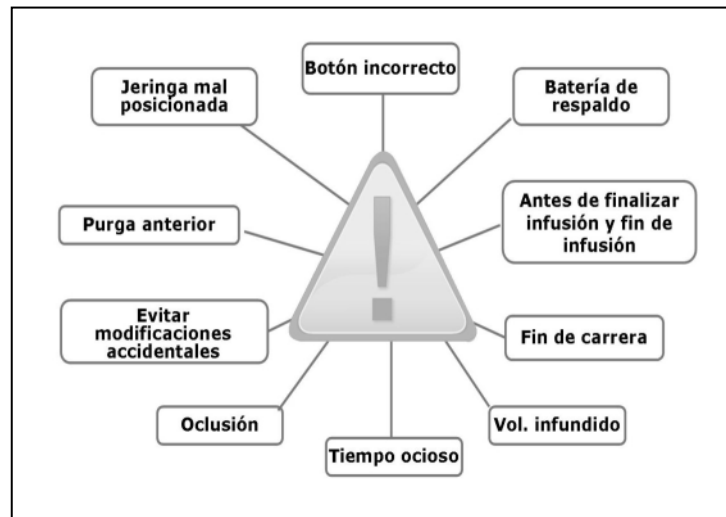 Botón incorrecto
Jeringa mal
posicionada
Batería de
respaldo
Purga anterior
Antes de finalizar
infusión y fin de
infusión
Evitar
modificaciones
accidentales
Fin de carrera
Oclusión
Vol. infundido
Tiempo ocioso
!